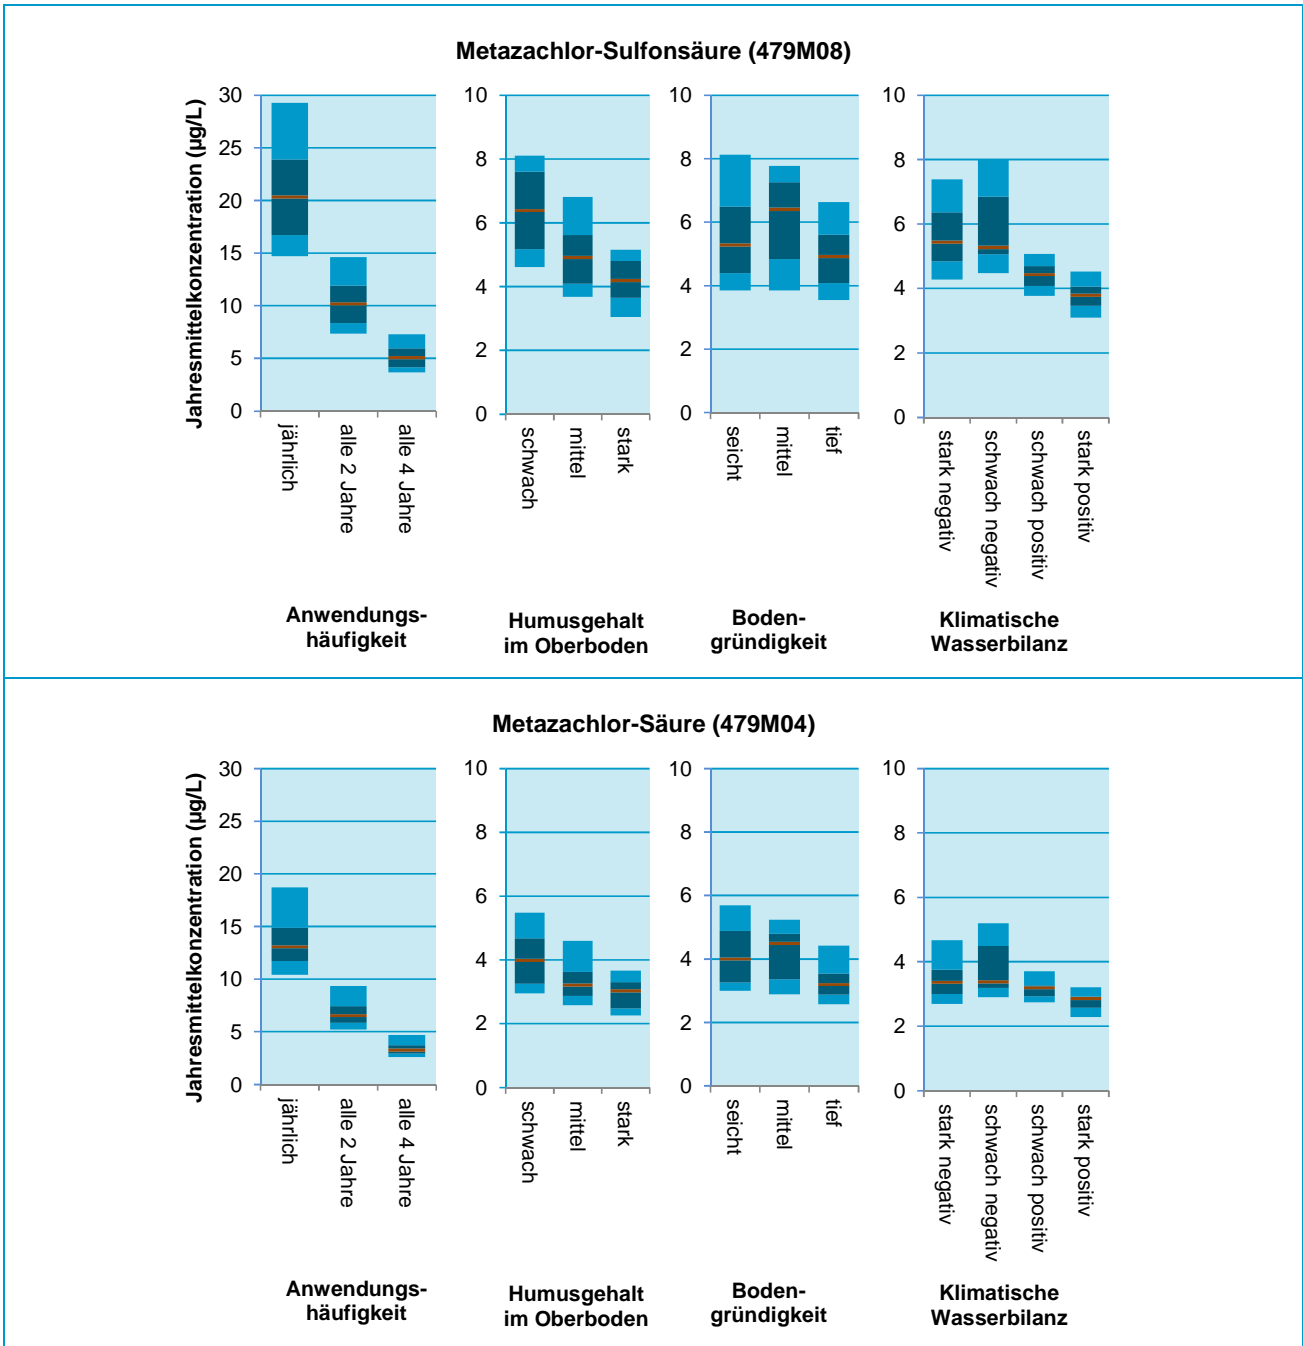 Metazachlor-Sulfonsäure (479M08)
Jahresmittelkonzentration (µg/L)
30
25
20
15
10
5
0
jährlich
alle 2 Jahre
alle 4 Jahre
Anwendungs-
häufigkeit
10
8
6
4
2
0
schwach
mittel
stark
Humusgehalt
im Oberboden
10
8
6
4
2
0
seicht
mittel
tief
Boden-
gründigkeit
10
8
6
4
2
0
stark negativ
schwach negativ
schwach positiv
stark positiv
Klimatische
Wasserbilanz
Metazachlor-Säure (479M04)
Jahresmittelkonzentration (µg/L)
30
25
20
15
10
5
0
jährlich
alle 2 Jahre
alle 4 Jahre
Anwendungs-
häufigkeit
10
8
6
4
2
0
schwach
mittel
stark
Humusgehalt
im Oberboden
10
8
6
4
2
0
seicht
mittel
tief
Boden-
gründigkeit
10
8
6
4
2
0
stark negativ
schwach negativ
schwach positiv
stark positiv
Klimatische
Wasserbilanz